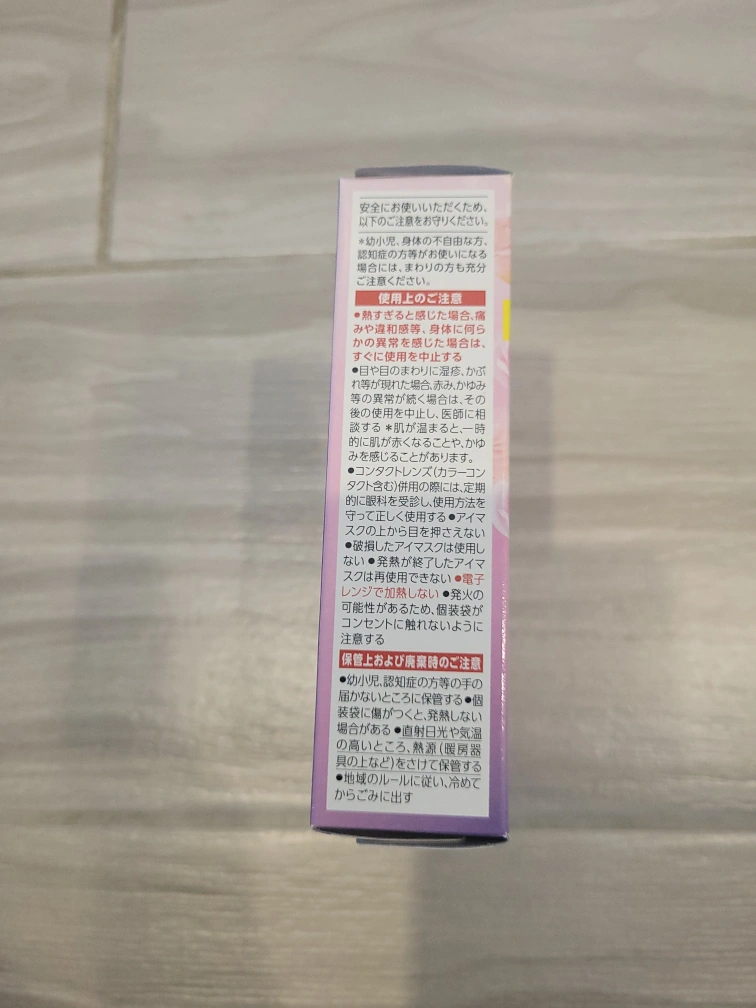 安全にお使いいただくため、
以下のご注意をお守りください。
＊幼小児、身体の不自由な方、
認知症の方等がお使いになる
場合には、まわりの方も充分
ご注意ください。
使用上のご注意
●熱すぎると感じた場合、痛
みや違和感等、身体に何ら
かの異常を感じた場合は、
すぐに使用を中止する
●目や目のまわりに湿疹、かぶ
れ等が現れた場合、赤み、かゆみ
等の異常が続く場合は、その
後の使用を中止し、医師に相
談する ＊肌が温まると、一時
的に肌が赤くなることや、かゆ
みを感じることがあります。
●コンタクトレンズ(カラーコン
タクト含む)併用の際には、定期
的に眼科を受診し、使用方法を
守って正しく使用する ●アイマ
スクの上から目を押さえない
●破損したアイマスクは使用し
ない ●発熱が終了したアイマ
スクは再使用できない ●電子
レンジで加熱しない ●発火の
可能性があるため、個装袋が
コンセントに触れないように
注意する
保管上および廃棄時のご注意
●幼小児、認知症の方等の手の
届かないところに保管する ●個
装袋に傷がつくと、発熱しない
場合がある ●直射日光や気温
の高いところ、熱源(暖房器
具の上など)をさけて保管する
●地域のルールに従い、冷めて
からごみに出す